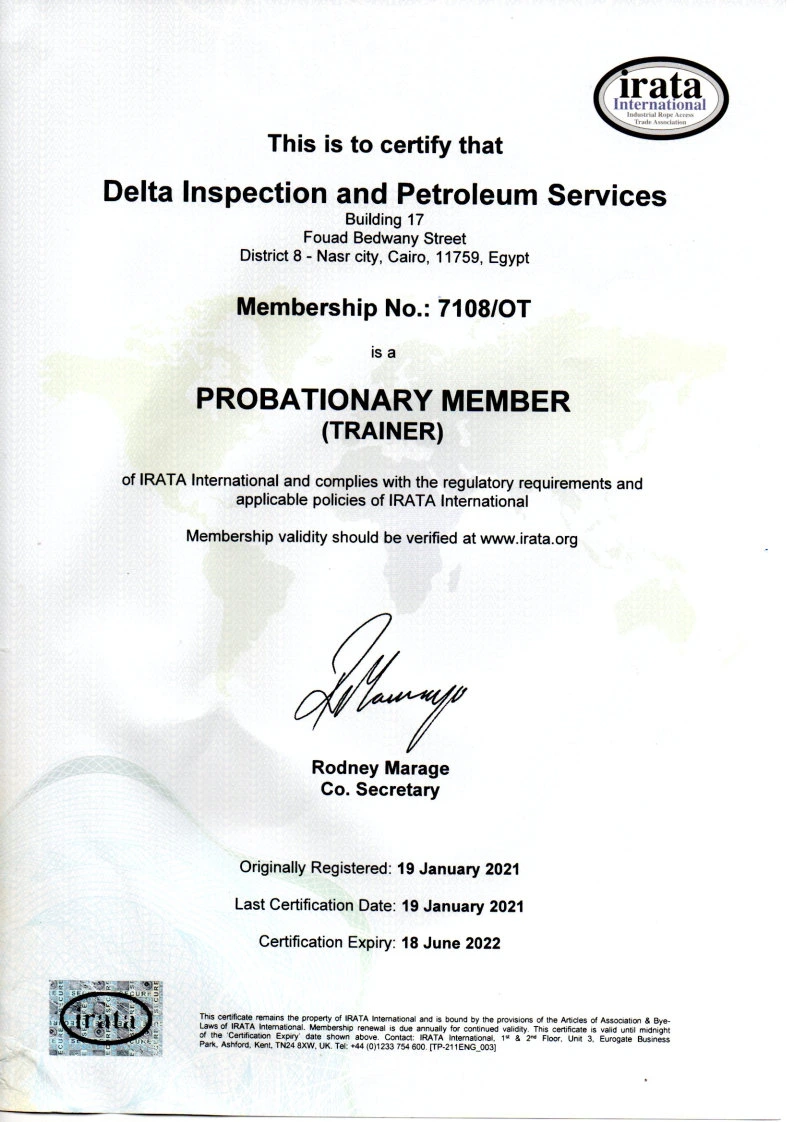 irata
International
Industrial Rope Access
Trade Association
This is to certify that
Delta Inspection and Petroleum Services
Building 17
Fouad Bedwany Street
District 8 - Nasr city, Cairo, 11759, Egypt
Membership No.: 7108/OT
is a
PROBATIONARY MEMBER
(TRAINER)
of IRATA International and complies with the regulatory requirements and
applicable policies of IRATA International
Membership validity should be verified at www.irata.org
Rodney Marage
Co. Secretary
Originally Registered: 19 January 2021
Last Certification Date: 19 January 2021
Certification Expiry: 18 June 2022
irata
This certificate remains the property of IRATA International and is bound by the provisions of the Articles of Association & Bye-
Laws of IRATA International. Membership renewal is due annually for continued validity. This certificate is valid until midnight
of the 'Certification Expiry' date shown above. Contact: IRATA International, 1st & 2nd Floor, Unit 3, Eurogate Business
Park, Ashford, Kent, TN24 8XW, UK. Tel: +44 (0)1233 754 600. [TP-211ENG_003]